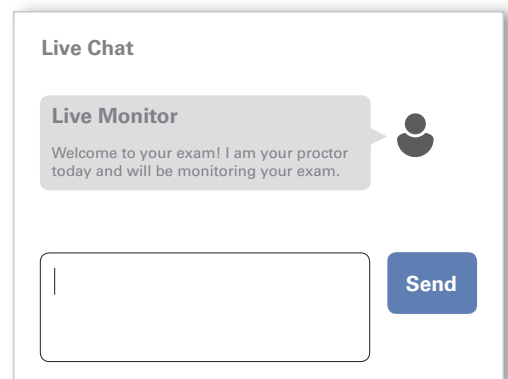 Live Chat
Live Monitor
Welcome to your exam! I am your proctor
today and will be monitoring your exam.
Send